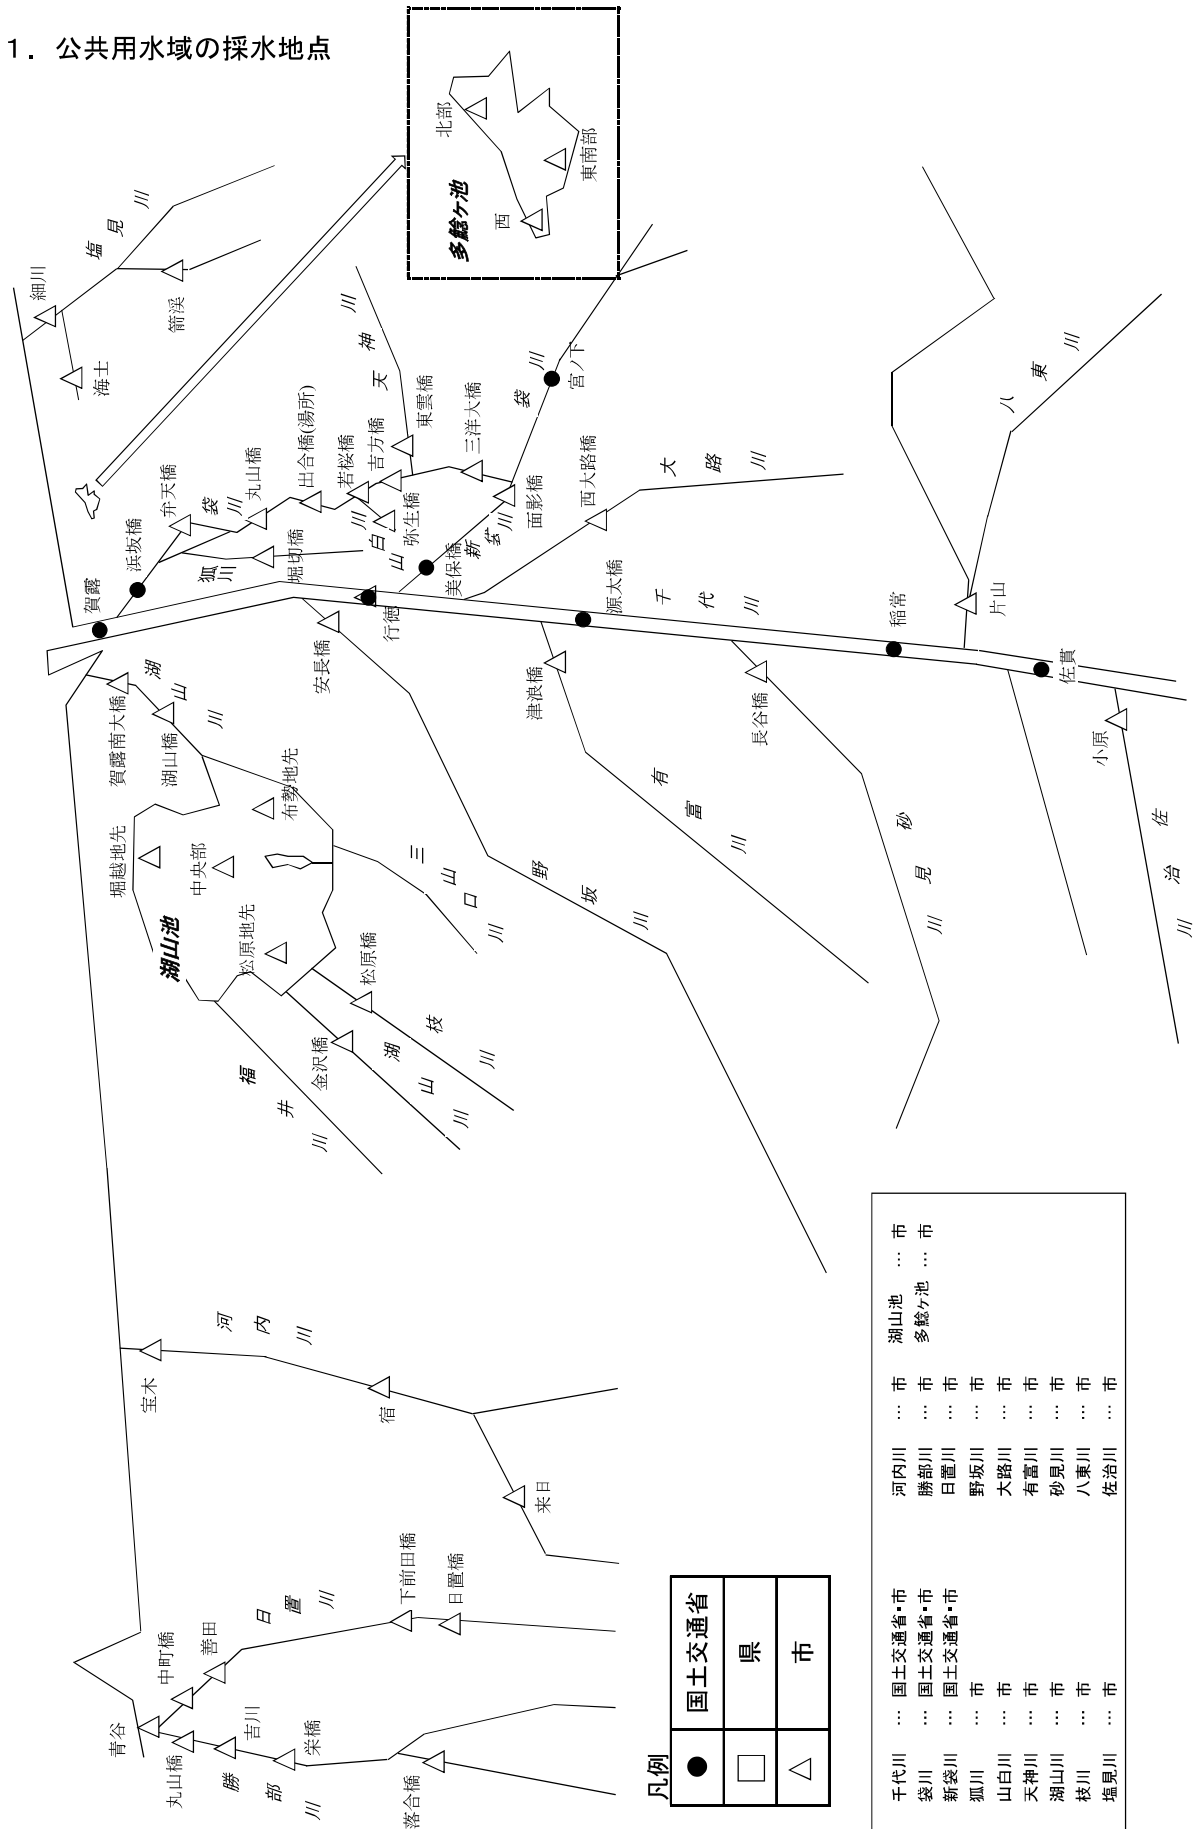 1．公共用水域の採水地点
多鯰ヶ池
北部
東南部
西
塩見川
細川
海士
箭渓
賀露
浜坂橋
弁天橋
袋川
丸山橋
出合橋(湯所)
若桜橋
吉方橋
弥生橋
山白川
狐川
堀切橋
天神川
東雲橋
三洋大橋
面影橋
新袋川
美保橋
宮ノ下
大路川
西大路橋
千代川
行徳
源太橋
稲常
佐貫
八東川
片山
賀露南大橋
湖山橋
湖山川
安長橋
野坂川
津浪橋
有富川
長谷橋
砂見川
小原
佐治川
湖山池
堀越地先
中央部
布勢地先
松原地先
三山口川
松原橋
枝川
金沢橋
湖山川
福井川
河内川
宝木
宿
来日
日置川
中町橋
善田
下前田橋
日置橋
青谷
丸山橋
吉川
栄橋
落合橋
勝部川
凡例
● 国土交通省
□ 県
△ 市
千代川 … 国土交通省・市
袋川 … 国土交通省・市
新袋川 … 国土交通省・市
狐川 … 市
山白川 … 市
天神川 … 市
湖山川 … 市
枝川 … 市
塩見川 … 市
河内川 … 市
勝部川 … 市
日置川 … 市
野坂川 … 市
大路川 … 市
有富川 … 市
砂見川 … 市
八東川 … 市
佐治川 … 市
湖山池 … 市
多鯰ヶ池 … 市